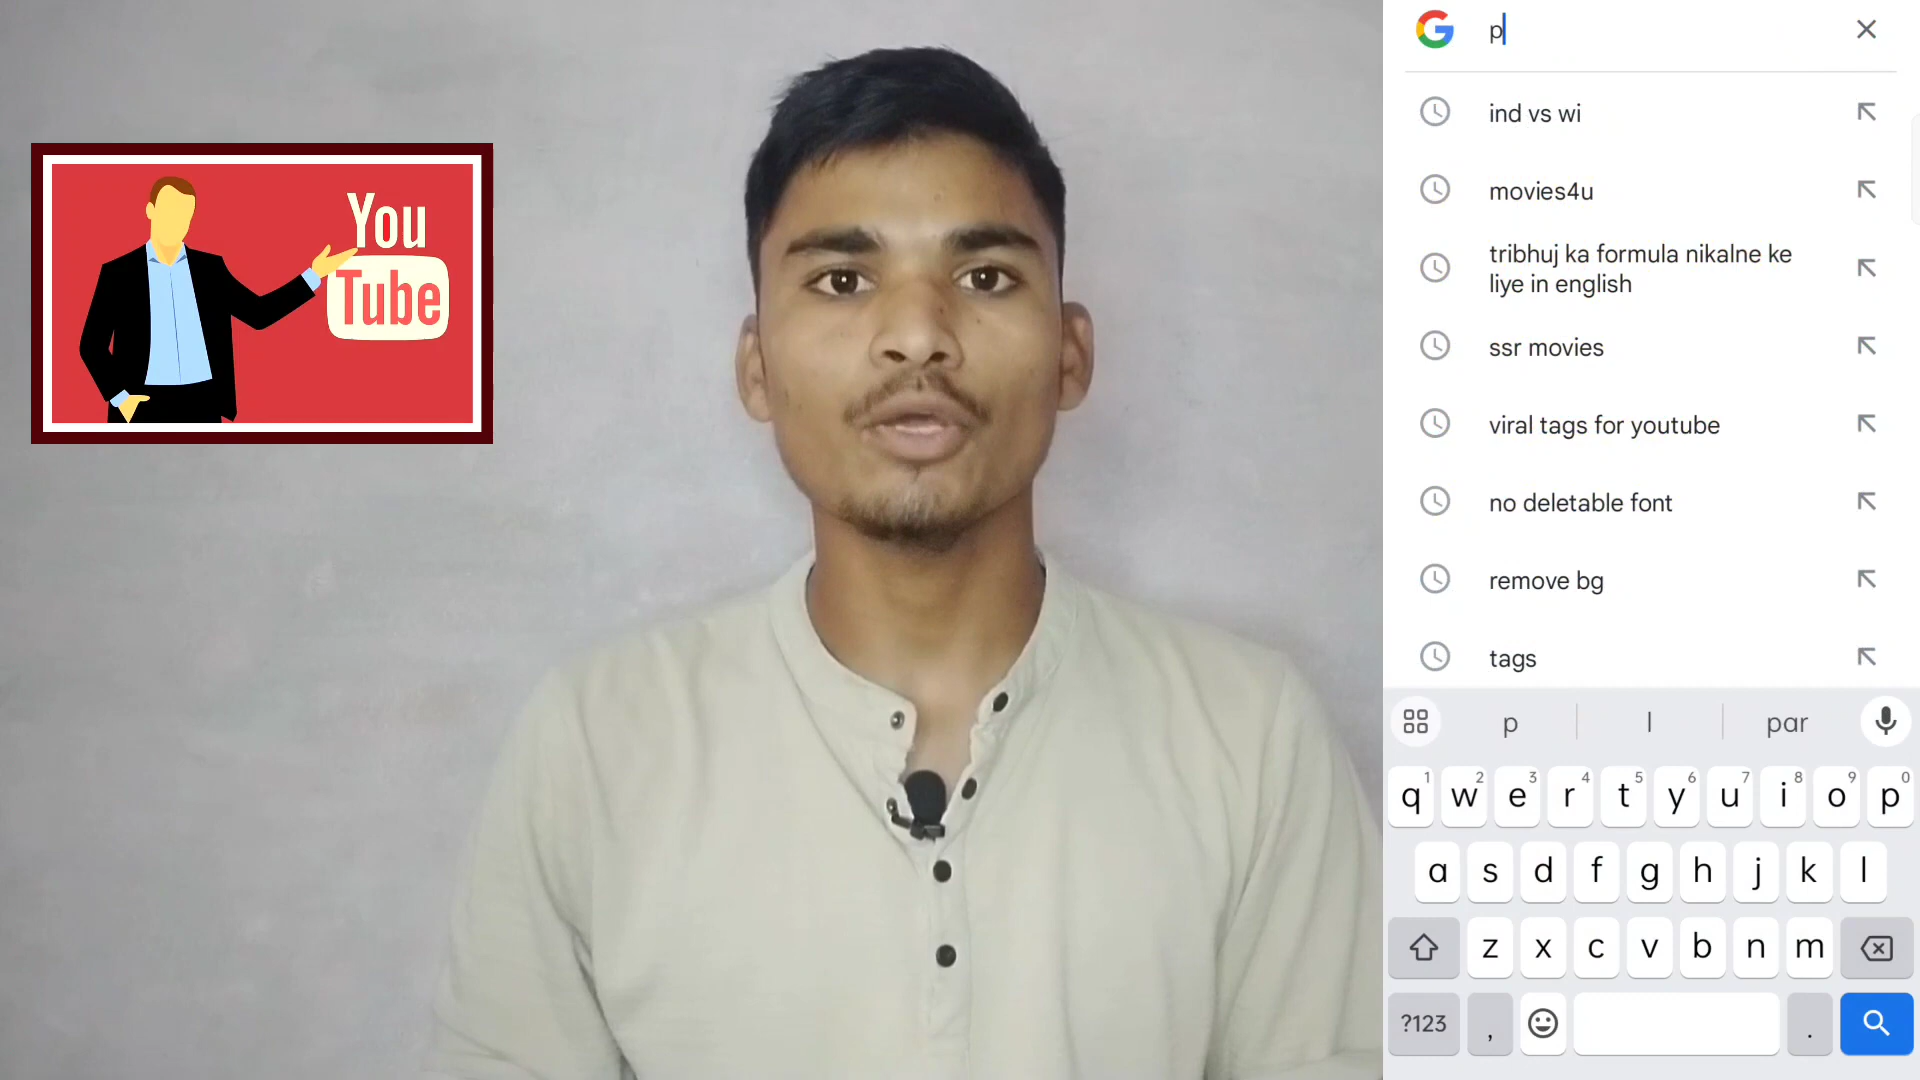 You
Tube
p
ind vs wi
movies4u
tribhuj ka formula nikalne ke
liye in english
ssr movies
viral tags for youtube
no deletable font
remove bg
tags
p l par
1 2 3 4 5 6 7 8 9 0
q w e r t y u i o p
a s d f g h j k l
z x c v b n m
?123 , .